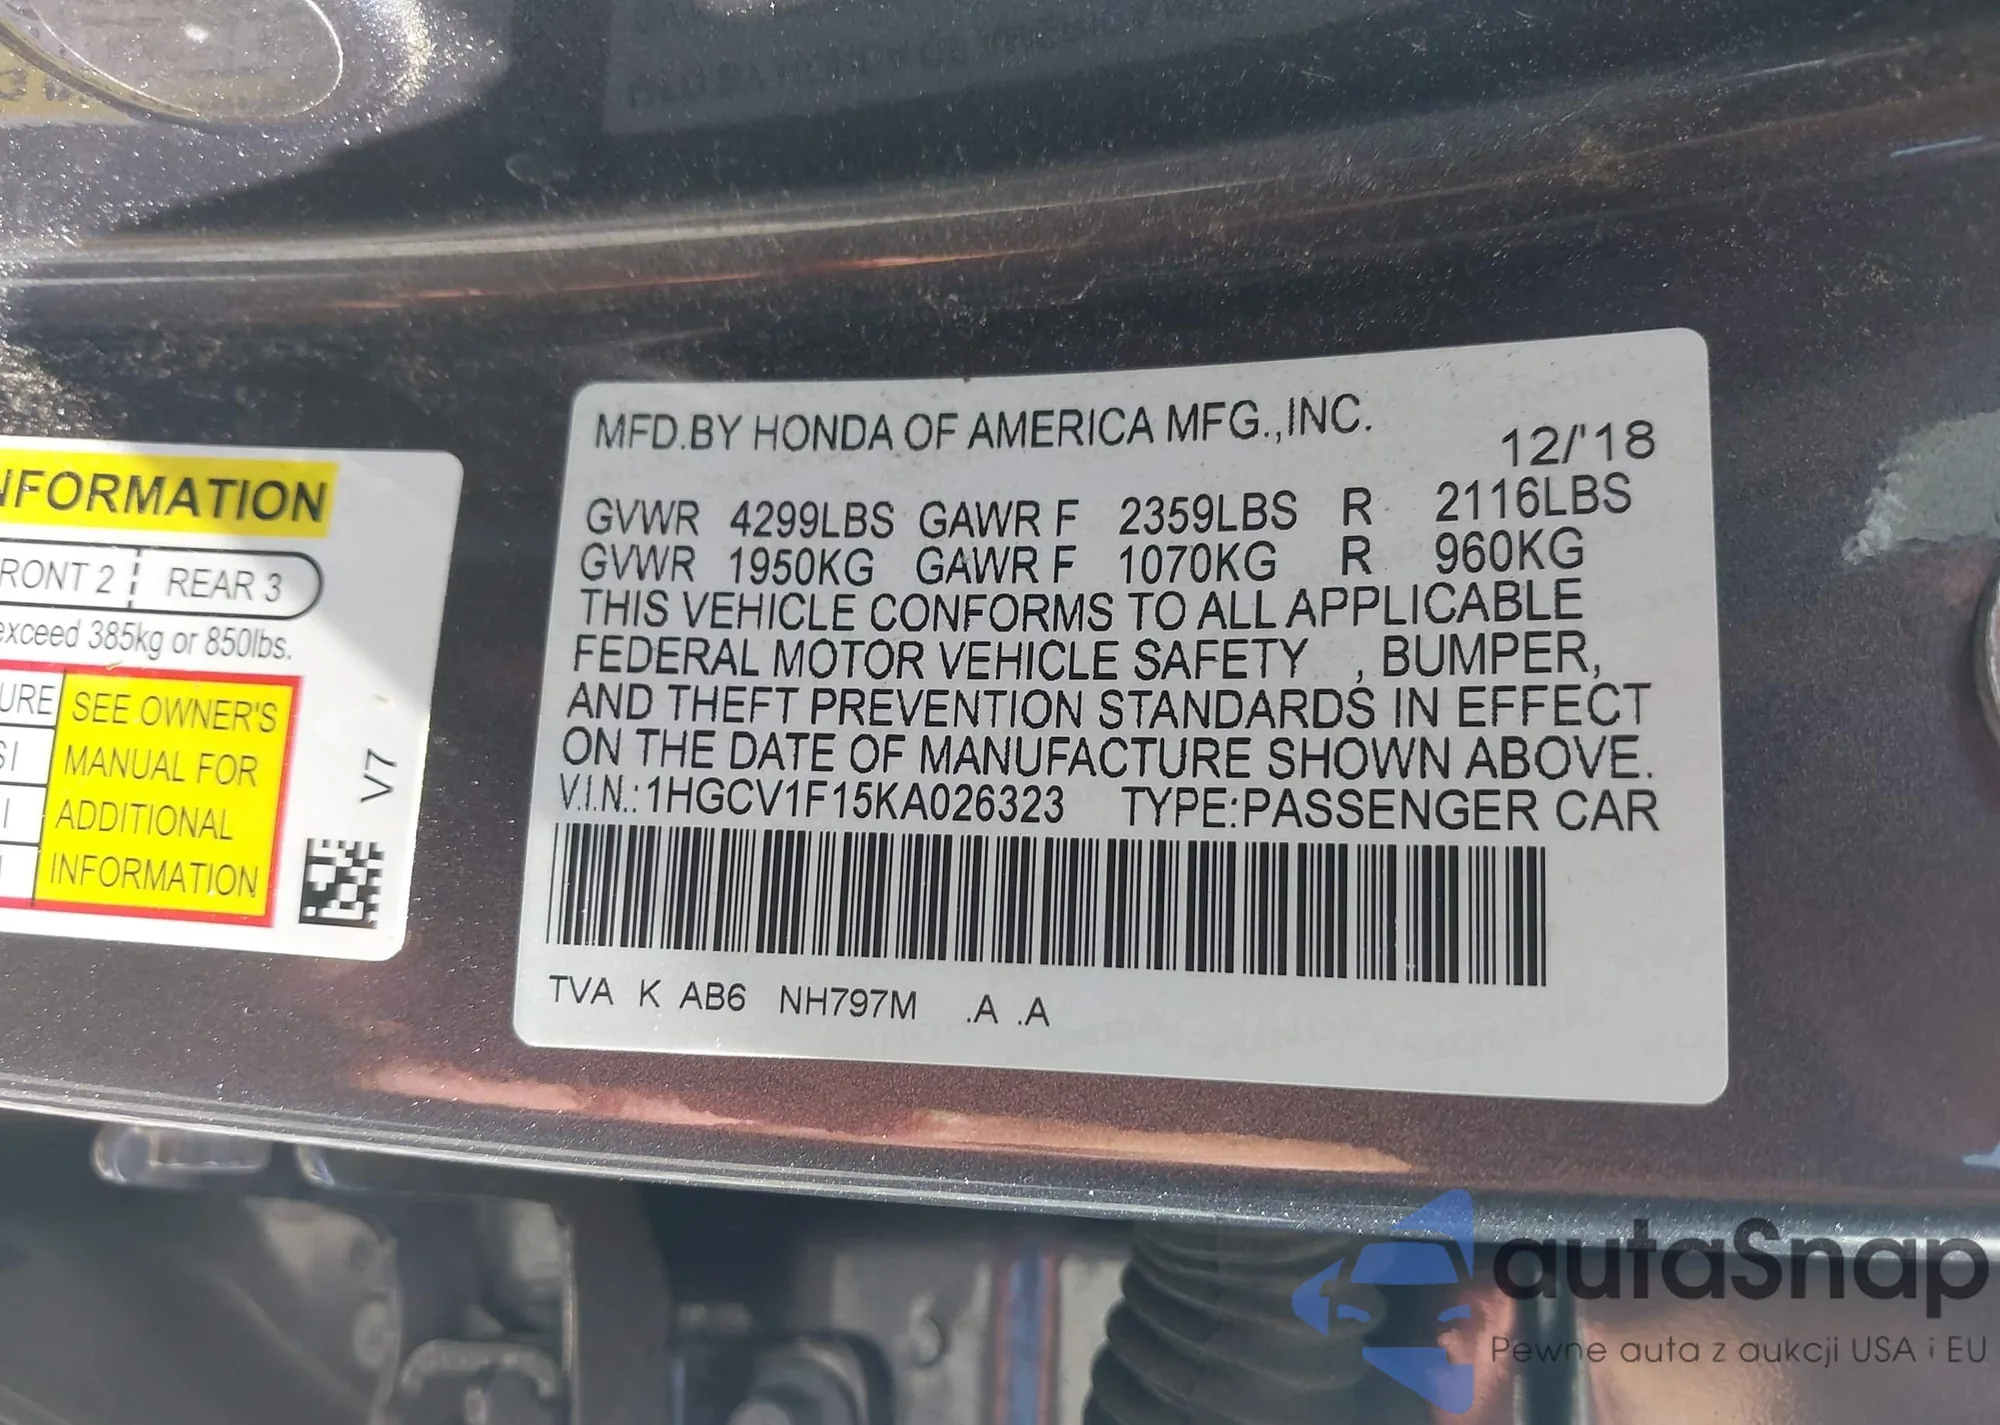 MFD.BY HONDA OF AMERICA MFG.,INC. 12/'18
GVWR 4299LBS GAWR F 2359LBS R 2116LBS
GVWR 1950KG GAWR F 1070KG R 960KG
THIS VEHICLE CONFORMS TO ALL APPLICABLE
FEDERAL MOTOR VEHICLE SAFETY , BUMPER,
AND THEFT PREVENTION STANDARDS IN EFFECT
ON THE DATE OF MANUFACTURE SHOWN ABOVE.
V.I.N.:1HGCV1F15KA026323 TYPE:PASSENGER CAR
TVA K AB6 NH797M .A .A
NFORMATION
RONT 2 REAR 3
exceed 385kg or 850lbs.
URE
SI
I
I
SEE OWNER'S
MANUAL FOR
ADDITIONAL
INFORMATION
V7
autaSnap
Pewne auta z aukcji USA i EU